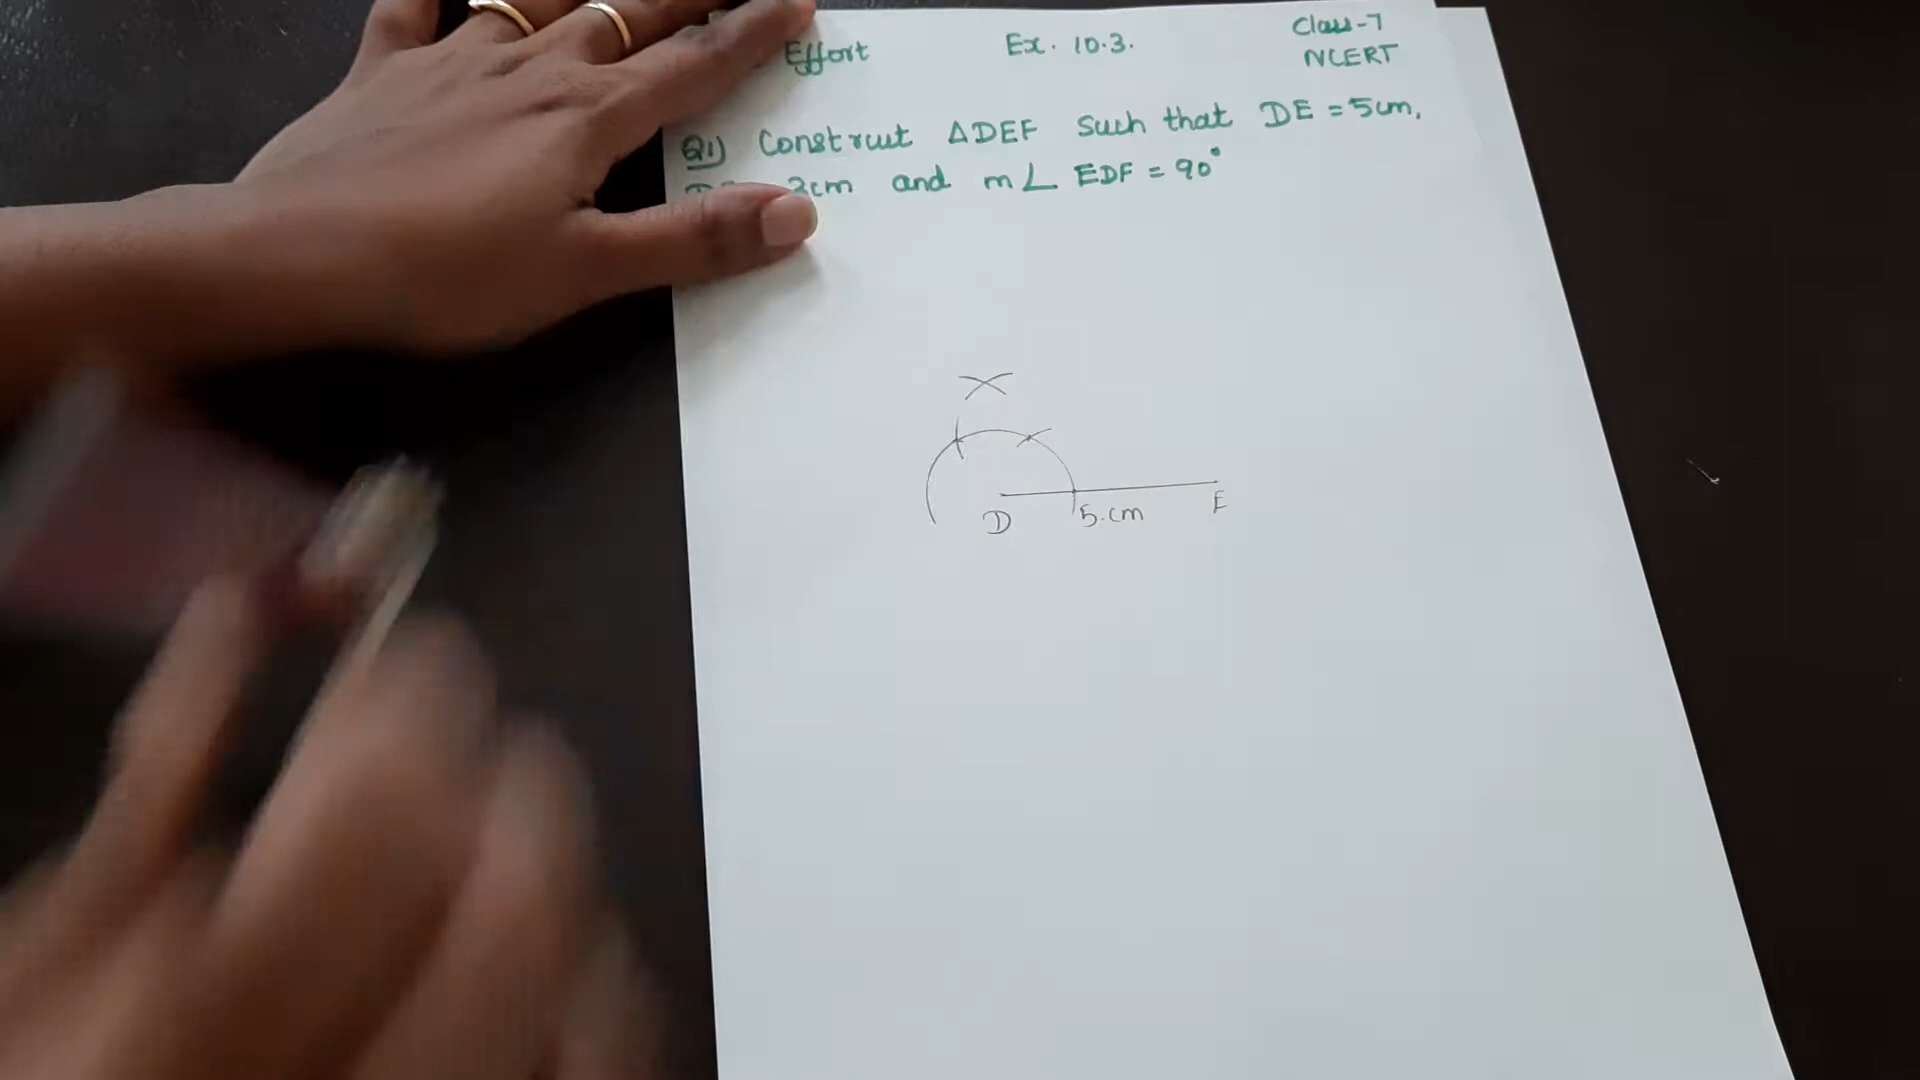 Effort Ex. 10.3. Class-7
NCERT
Q1) Construct ΔDEF Such that DE = 5cm,
3cm and m∠ EDF = 90°
D 5.cm E